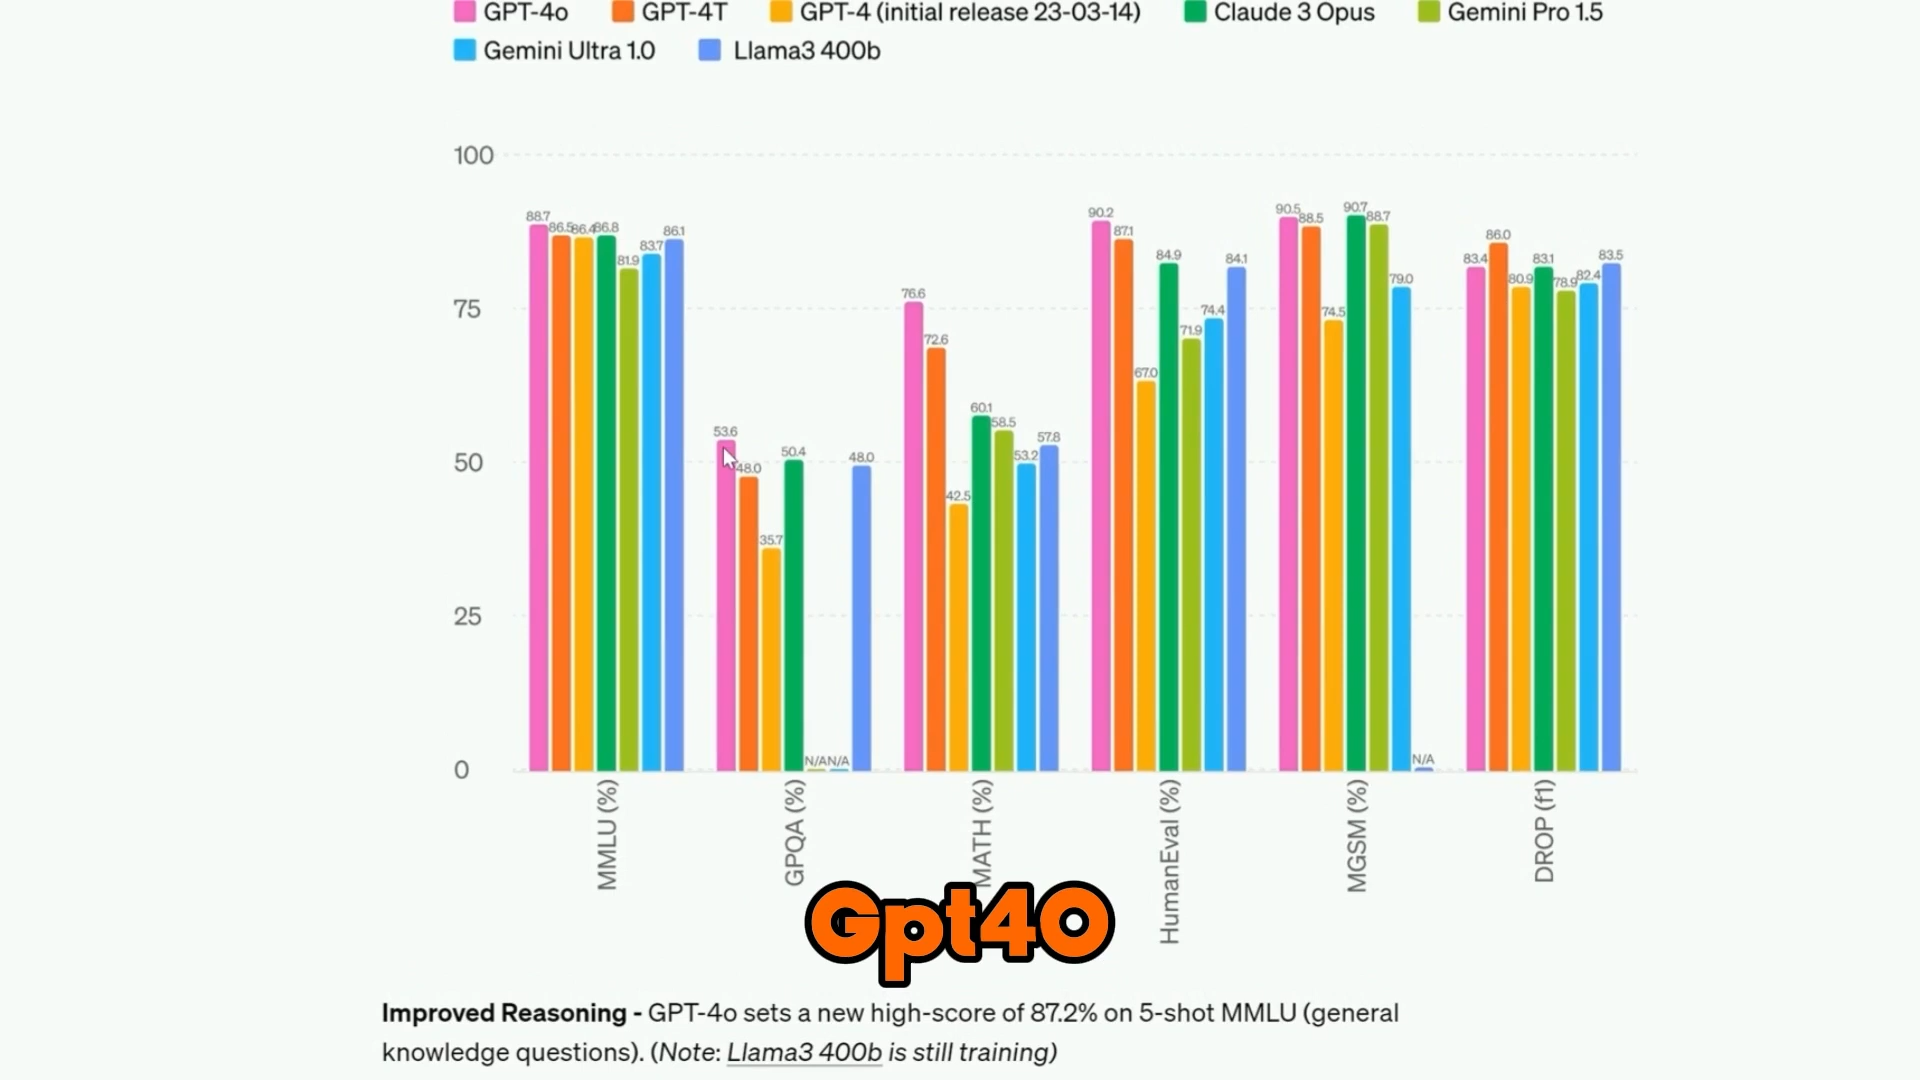 GPT-4o GPT-4T GPT-4 (initial release 23-03-14) Claude 3 Opus Gemini Pro 1.5
Gemini Ultra 1.0 Llama3 400b
100
75
50
25
0
88.7 86.5 86.4 86.8 81.9 83.7 86.1
53.6 48.0 35.7 50.4 N/A N/A 48.0
76.6 72.6 42.5 60.1 58.5 53.2 57.8
90.2 87.1 67.0 84.9 71.9 74.4 84.1
90.5 88.5 74.5 90.7 88.7 79.0 N/A
83.4 86.0 80.9 83.1 78.9 82.4 83.5
MMLU (%)
GPQA (%)
MATH (%)
HumanEval (%)
MGSM (%)
DROP (f1)
Gpt4O
Improved Reasoning - GPT-4o sets a new high-score of 87.2% on 5-shot MMLU (general
knowledge questions). (Note: Llama3 400b is still training)